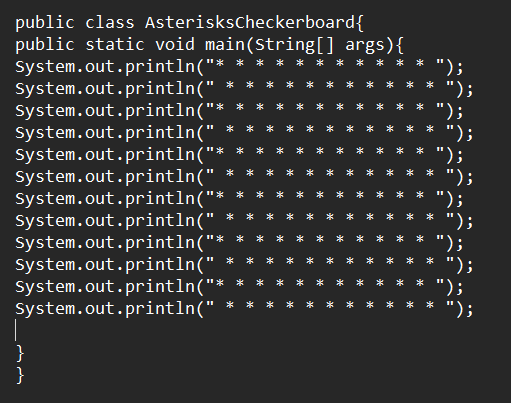 public class AsterisksCheckerboard{
public static void main(String[] args){
System.out.println("* * * * * * * * * * * ");
System.out.println(" * * * * * * * * * * * ");
System.out.println("* * * * * * * * * * * ");
System.out.println(" * * * * * * * * * * * ");
System.out.println("* * * * * * * * * * * ");
System.out.println(" * * * * * * * * * * * ");
System.out.println("* * * * * * * * * * * ");
System.out.println(" * * * * * * * * * * * ");
System.out.println("* * * * * * * * * * * ");
System.out.println(" * * * * * * * * * * * ");
System.out.println("* * * * * * * * * * * ");
System.out.println(" * * * * * * * * * * * ");
}
}